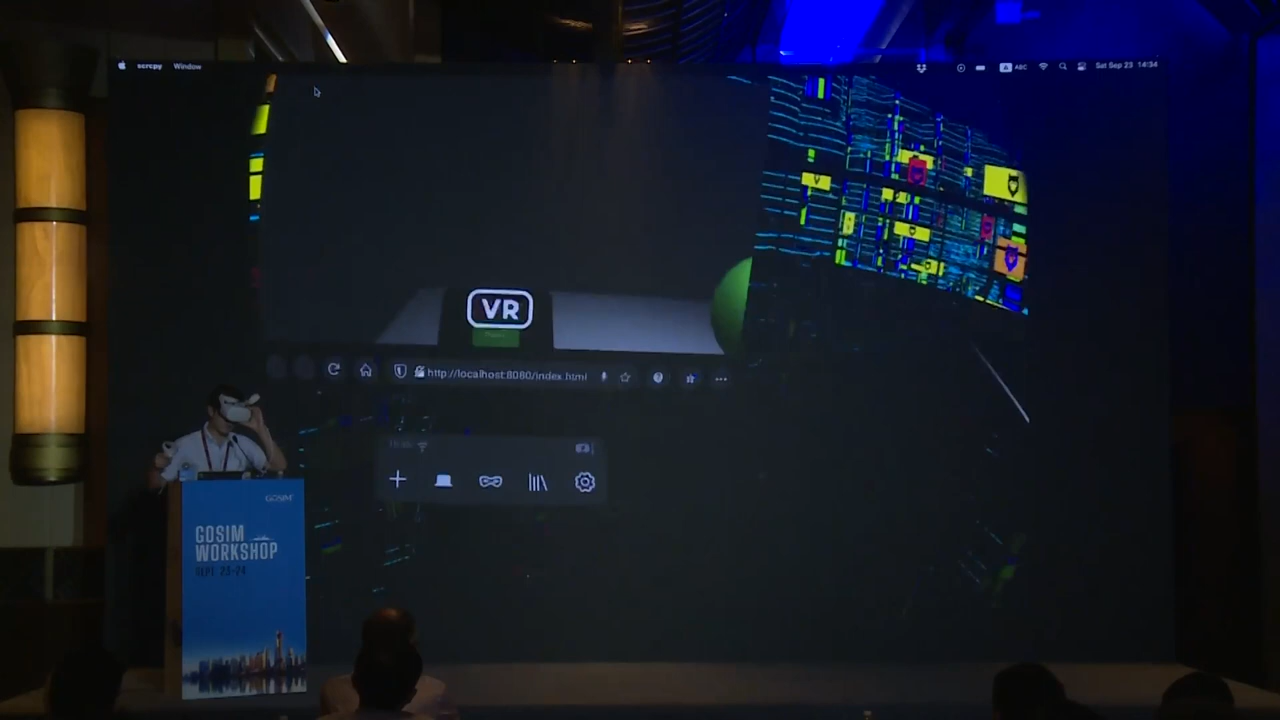 scrcpy Window
ABC
Sat Sep 23 14:34
VR
http://localhost:8080/index.html
GOSIM
GOSIM
WORKSHOP
SEPT 23-24